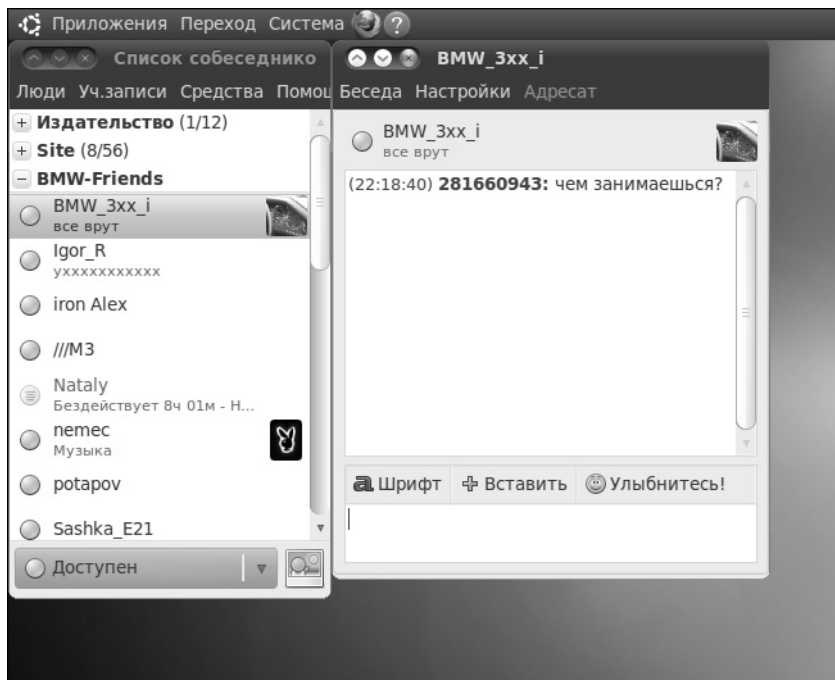 Приложения Переход Система
Список собеседнико
Люди Уч.записи Средства Помощ
+ Издательство (1/12)
+ Site (8/56)
– BMW-Friends
BMW_3xx_i
все врут
Igor_R
ухххххххххх
iron Alex
///M3
Nataly
Бездействует 8ч 01м - Н...
nemec
Музыка
potapov
Sashka_E21
Доступен
BMW_3xx_i
Беседа Настройки Адресат
BMW_3xx_i
все врут
(22:18:40) 281660943: чем занимаешься?
Шрифт Вставить Улыбнитесь!